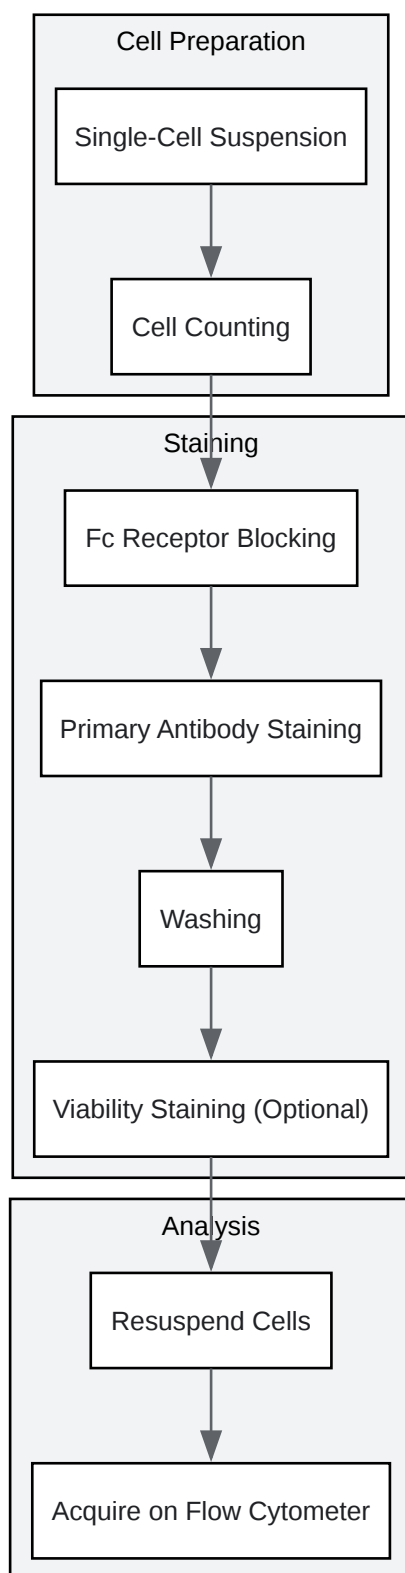 Cell Preparation
Single-Cell Suspension
Cell Counting
Staining
Fc Receptor Blocking
Primary Antibody Staining
Washing
Viability Staining (Optional)
Analysis
Resuspend Cells
Acquire on Flow Cytometer